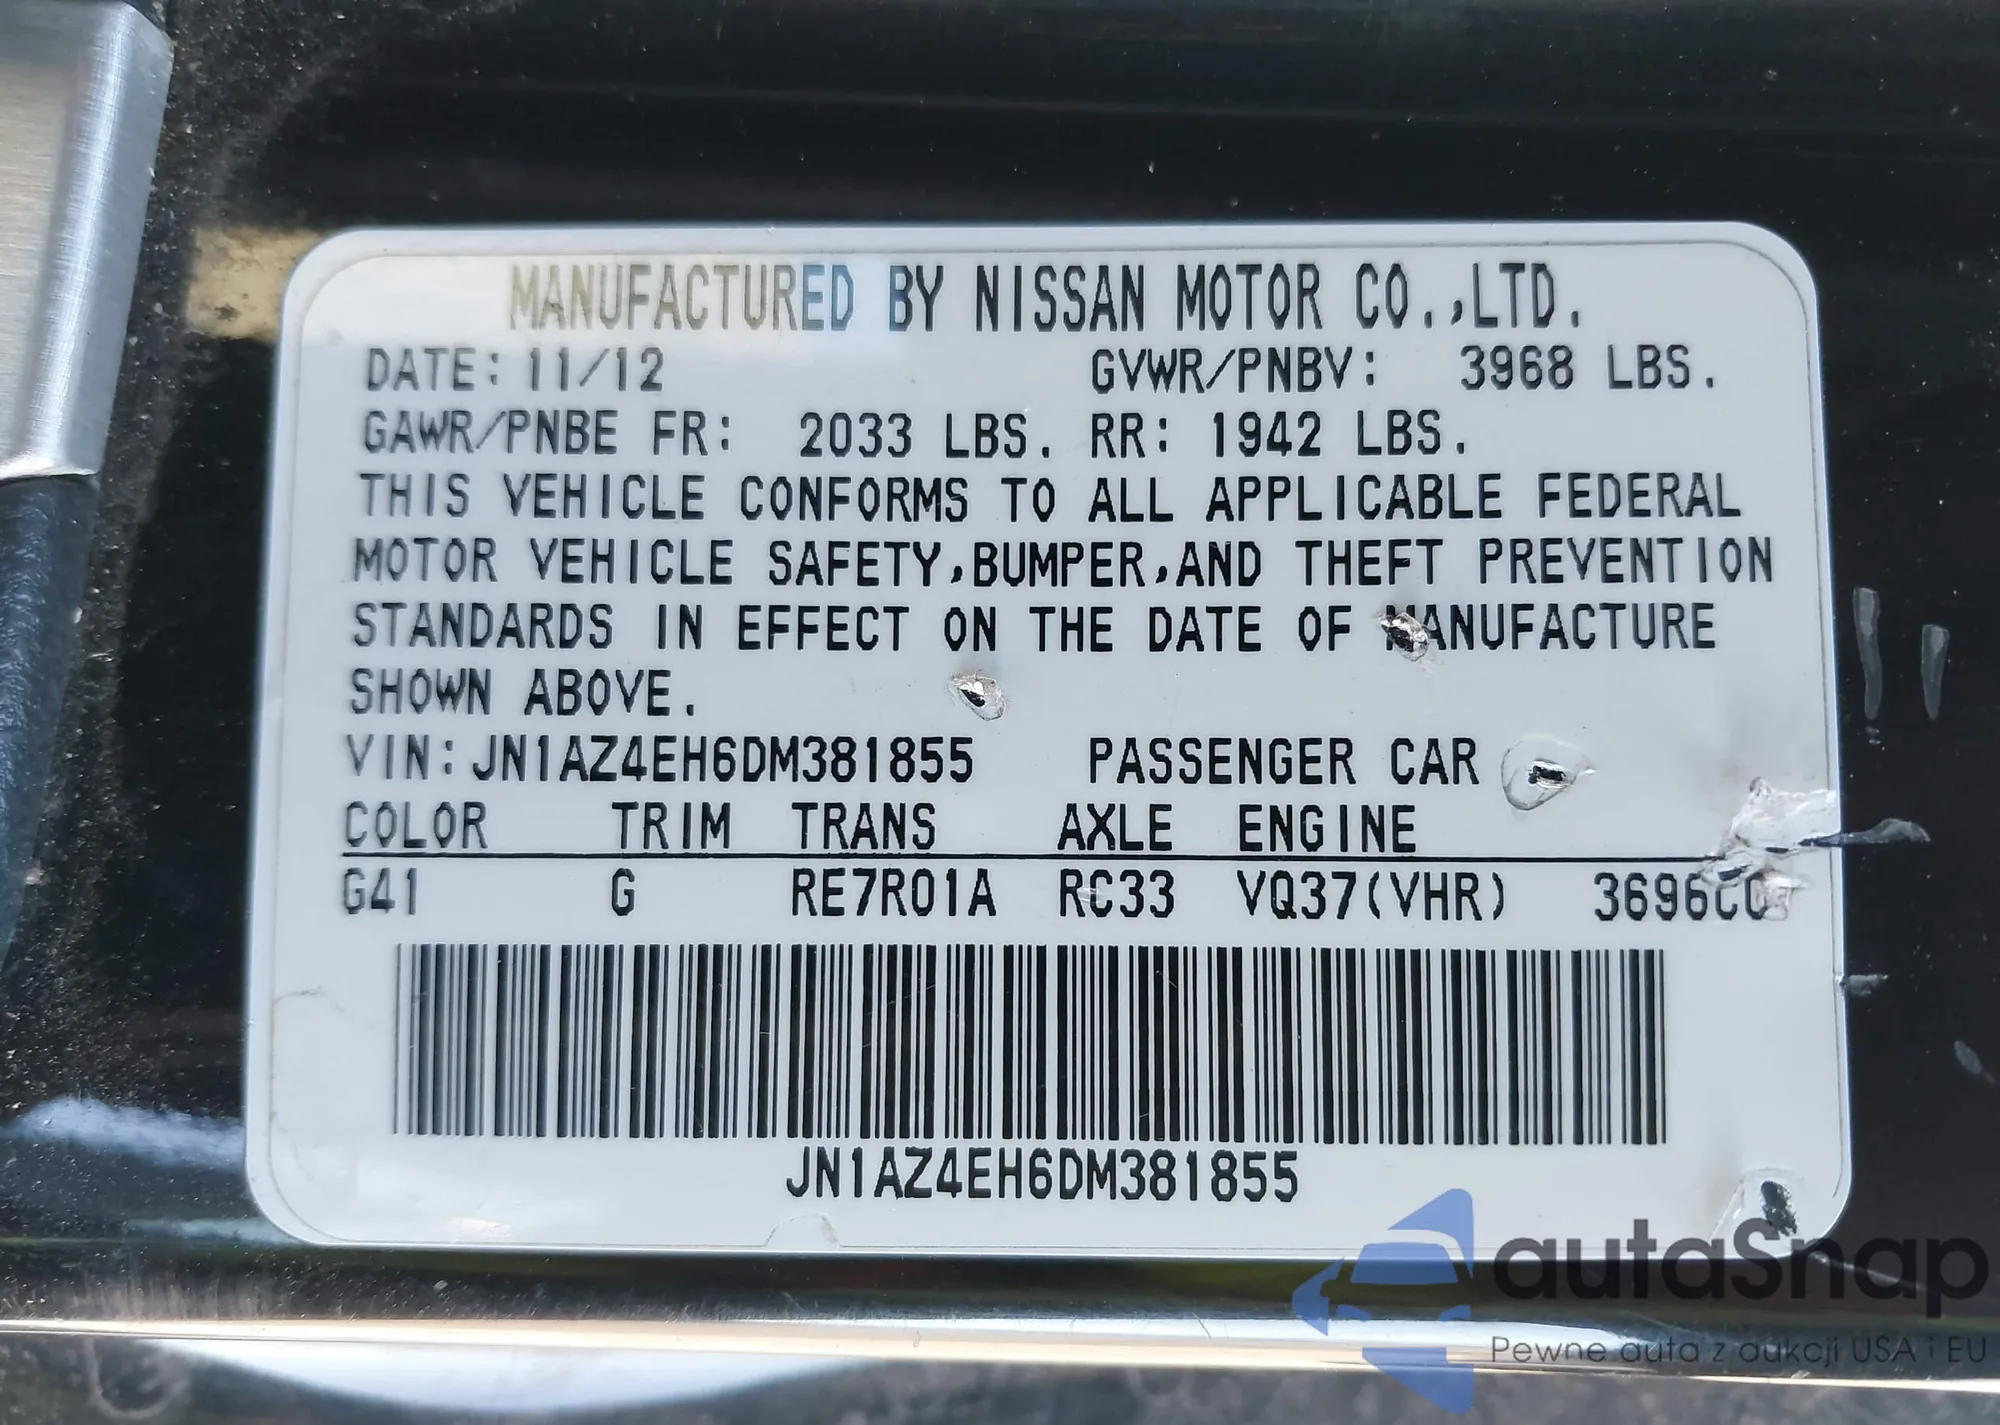 MANUFACTURED BY NISSAN MOTOR CO.,LTD.
DATE: 11/12 GVWR/PNBV: 3968 LBS.
GAWR/PNBE FR: 2033 LBS. RR: 1942 LBS.
THIS VEHICLE CONFORMS TO ALL APPLICABLE FEDERAL
MOTOR VEHICLE SAFETY,BUMPER,AND THEFT PREVENTION
STANDARDS IN EFFECT ON THE DATE OF MANUFACTURE
SHOWN ABOVE.
VIN:JN1AZ4EH6DM381855 PASSENGER CAR
COLOR TRIM TRANS AXLE ENGINE
G41 G RE7R01A RC33 VQ37(VHR) 3696CC
JN1AZ4EH6DM381855
autaSnap
Pewne auta z aukcji USA i EU